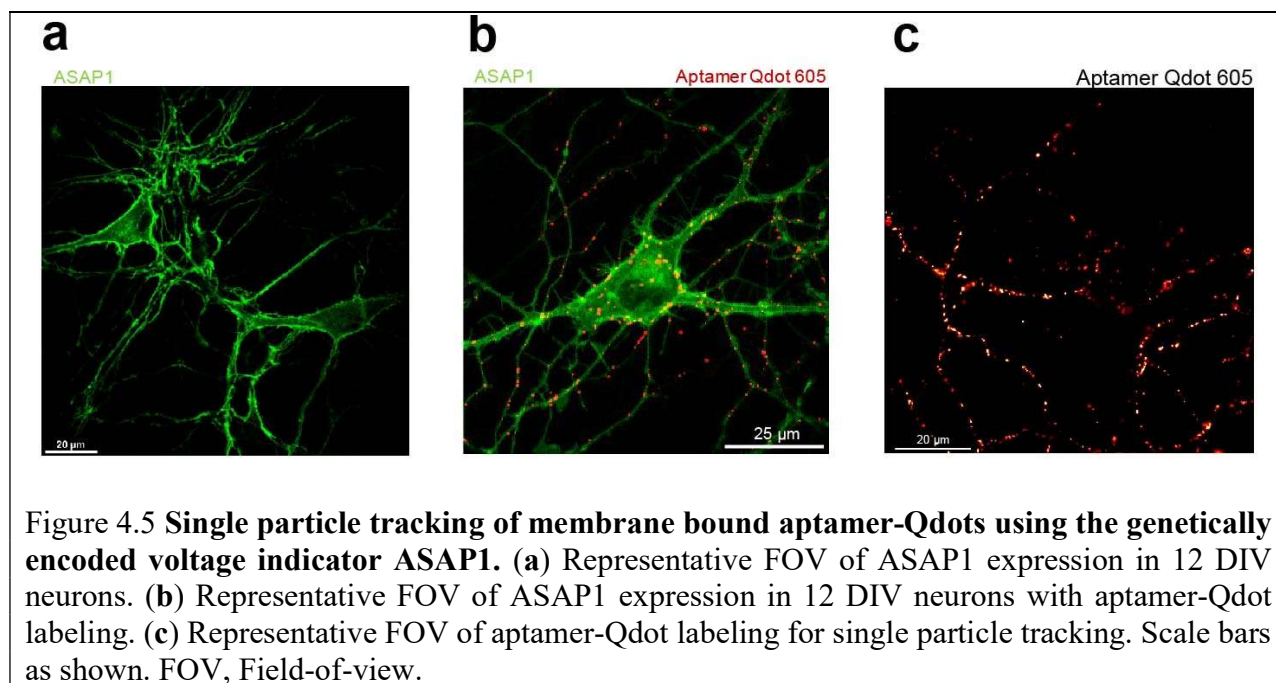 a
b
c
ASAP1
ASAP1
Aptamer Qdot 605
Aptamer Qdot 605
20 µm
25 µm
20 µm
Figure 4.5 Single particle tracking of membrane bound aptamer-Qdots using the genetically
encoded voltage indicator ASAP1. (a) Representative FOV of ASAP1 expression in 12 DIV
neurons. (b) Representative FOV of ASAP1 expression in 12 DIV neurons with aptamer-Qdot
labeling. (c) Representative FOV of aptamer-Qdot labeling for single particle tracking. Scale bars
as shown. FOV, Field-of-view.